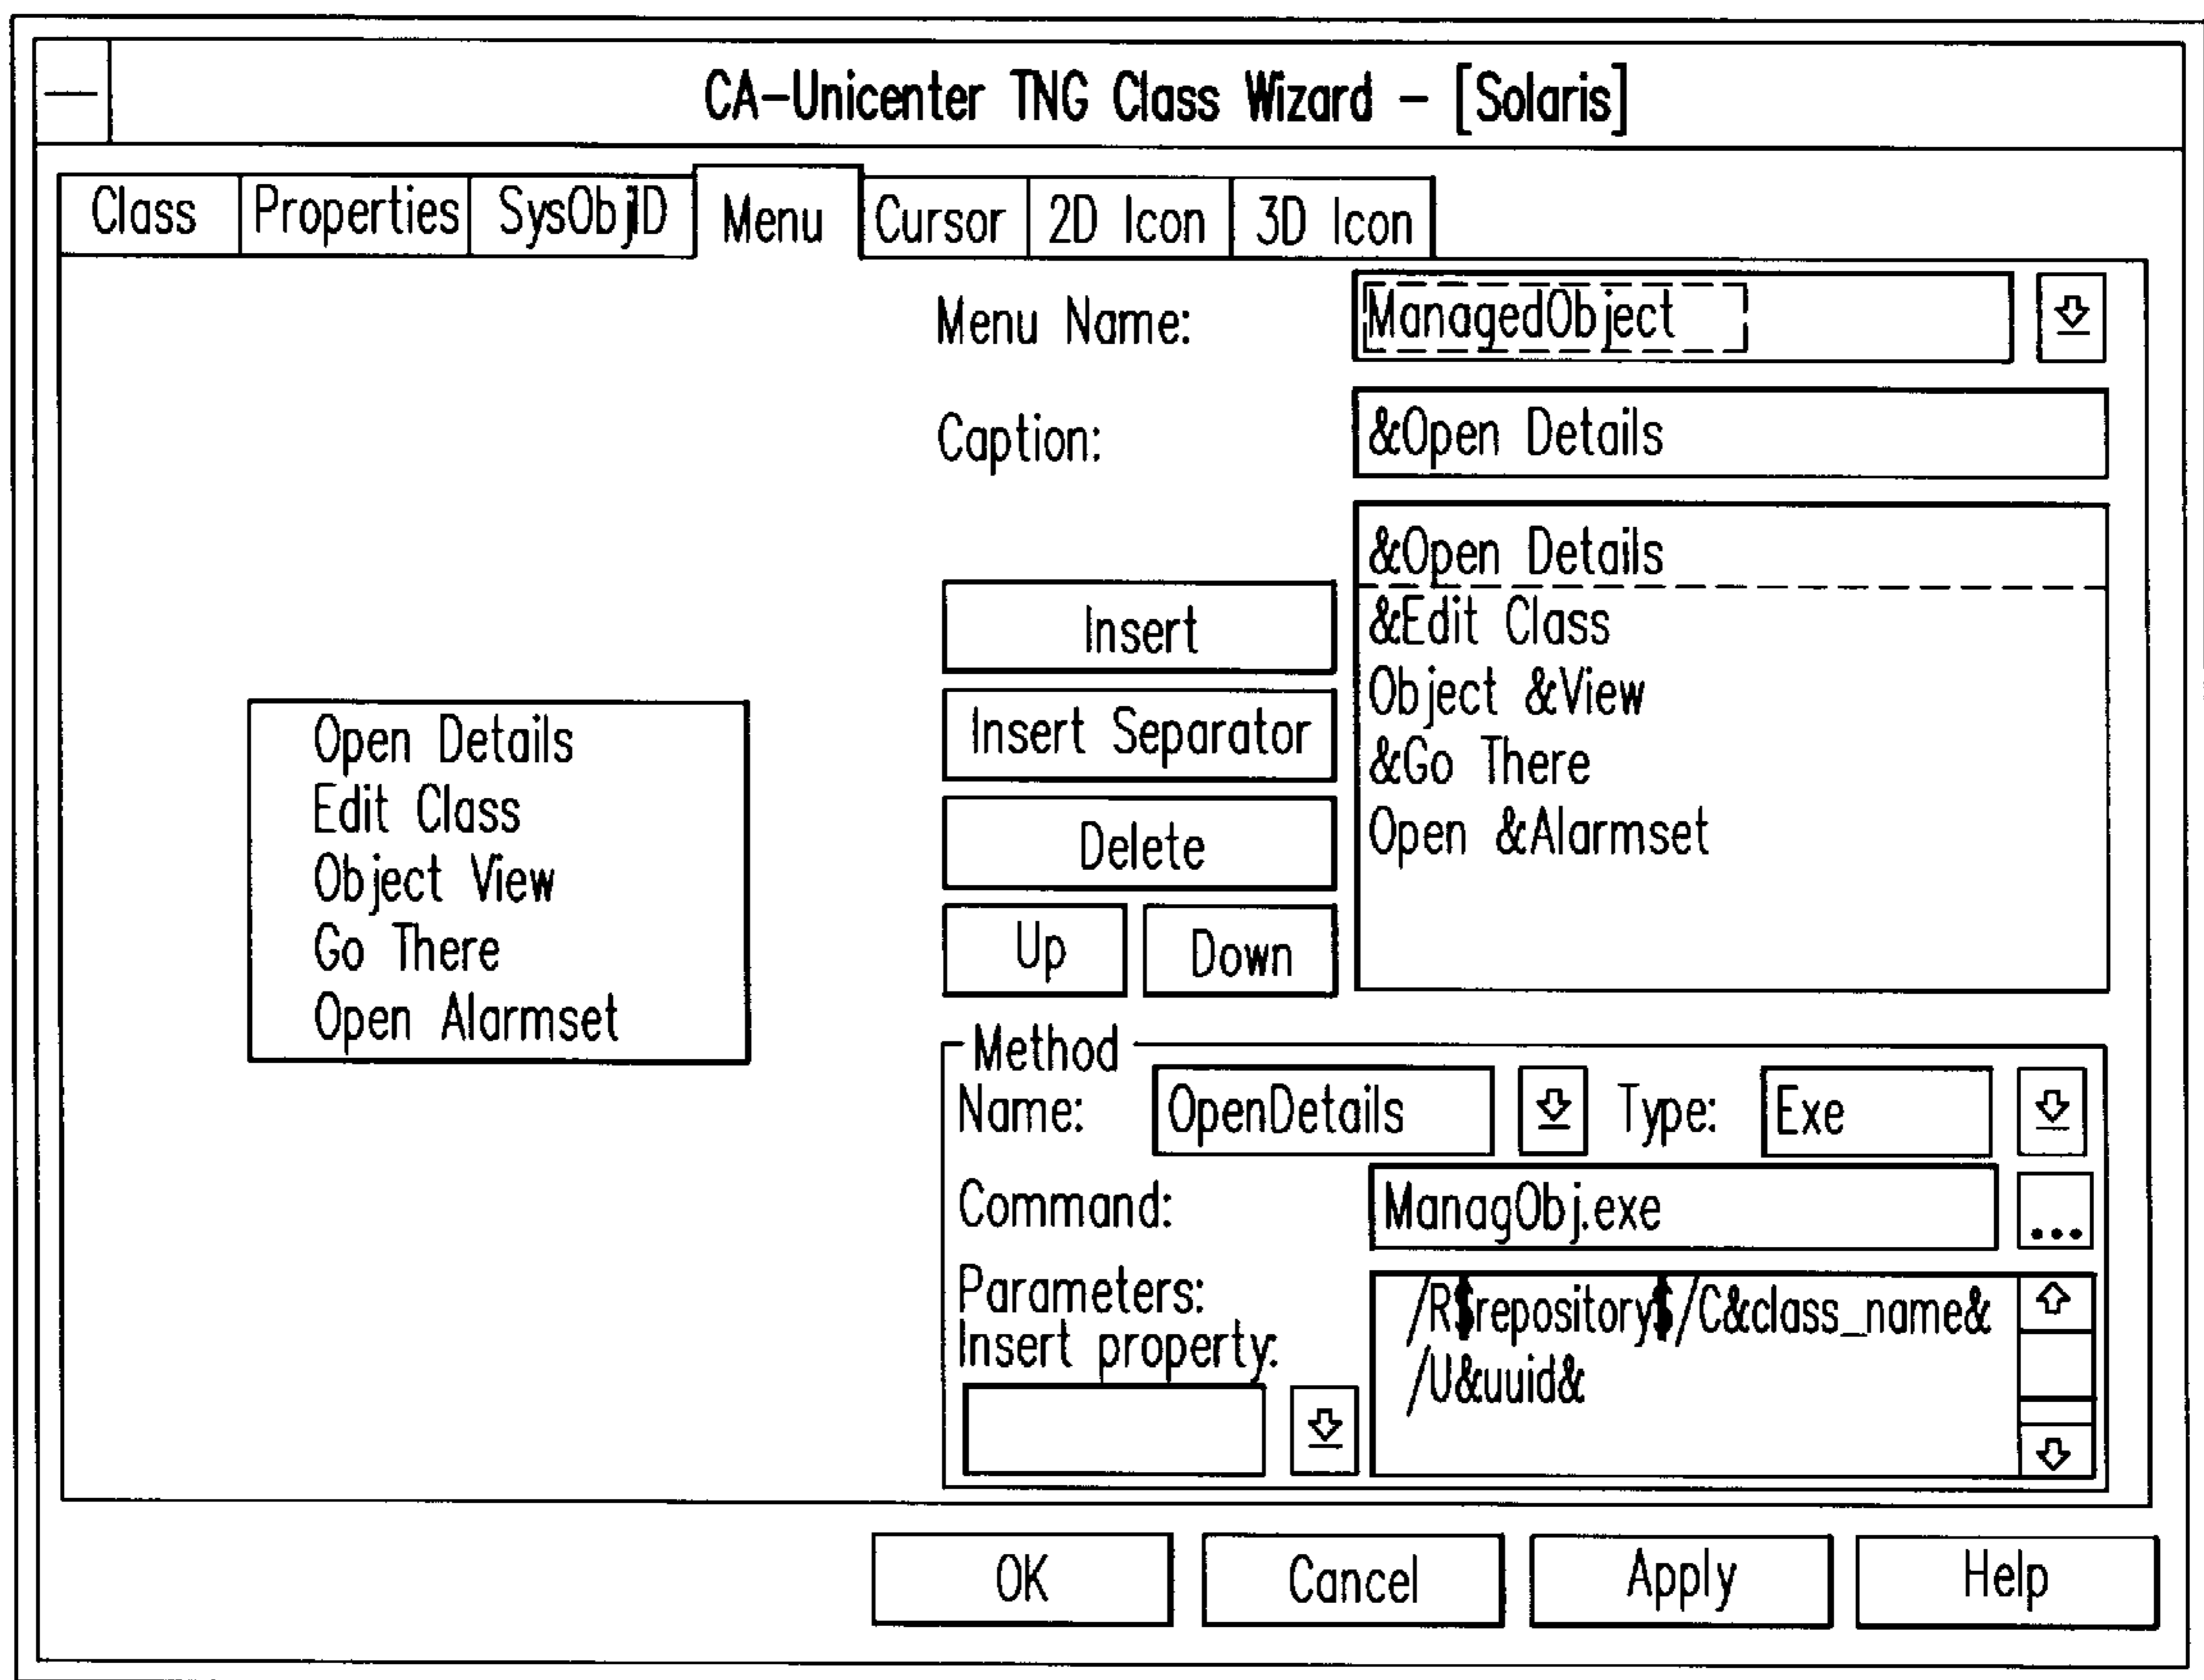 CA-Unicenter TNG Class Wizard - [Solaris]
Class Properties SysObjID Menu Cursor 2D Icon 3D Icon
Menu Name: ManagedObject
Caption: &Open Details
&Open Details
&Edit Class
Object &View
&Go There
Open &Alarmset
Insert
Insert Separator
Delete
Up Down
Open Details
Edit Class
Object View
Go There
Open Alarmset
Method
Name: OpenDetails Type: Exe
Command: ManagObj.exe ...
Parameters: /R$repository$/C&class_name&
/U&uuid&
Insert property:
OK Cancel Apply Help